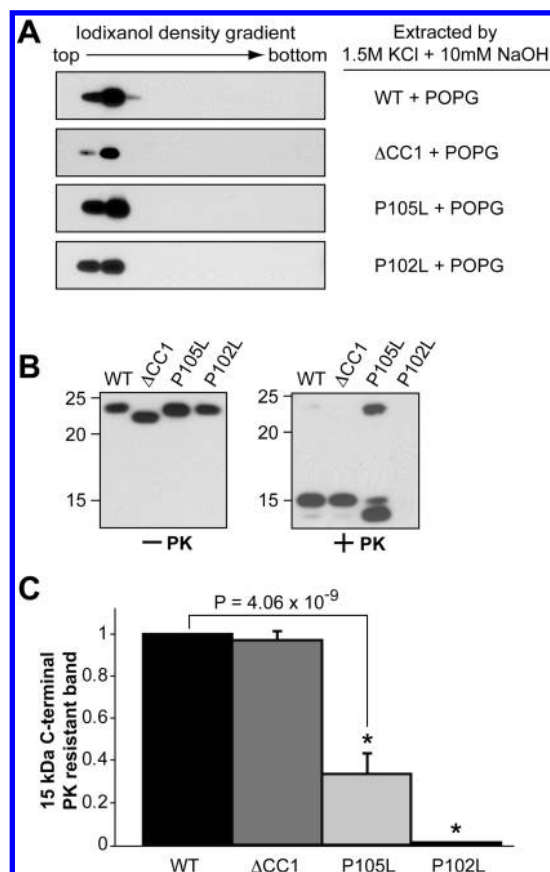 A
Iodixanol density gradient
top bottom
Extracted by
1.5M KCl + 10mM NaOH
WT + POPG
ΔCC1 + POPG
P105L + POPG
P102L + POPG
B
WT ΔCC1 P105L P102L
25
20
15
− PK
WT ΔCC1 P105L P102L
25
20
15
+ PK
C
P = 4.06 x 10⁻⁹
15 kDa C-terminal
PK resistant band
1
0.8
0.6
0.4
0.2
0
*
*
WT ΔCC1 P105L P102L